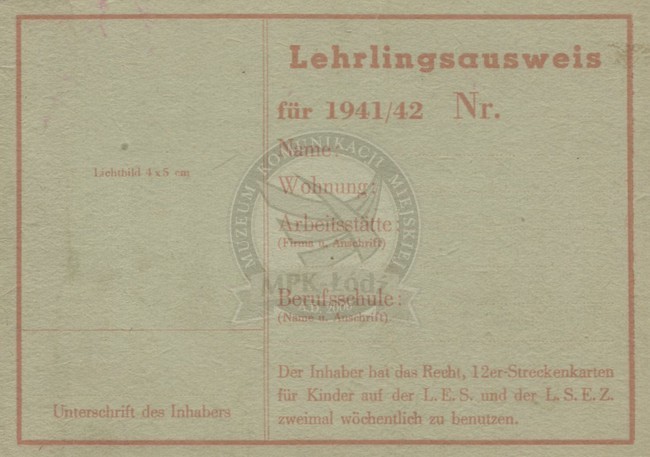 Lehrlingsausweis
für 1941/42 Nr.
Lichtbild 4 x 5 cm
Name:
Wohnung:
Arbeitsstätte:
(Firma u. Anschrift)
Berufsschule:
(Name u. Anschrift)
Unterschrift des Inhabers
Der Inhaber hat das Recht, 12er-Streckenkarten
für Kinder auf der L. E. S. und der L. S. E. Z.
zweimal wöchentlich zu benutzen.
MUZEUM KOMUNIKACJI MIEJSKIEJ
MPK-Łódź